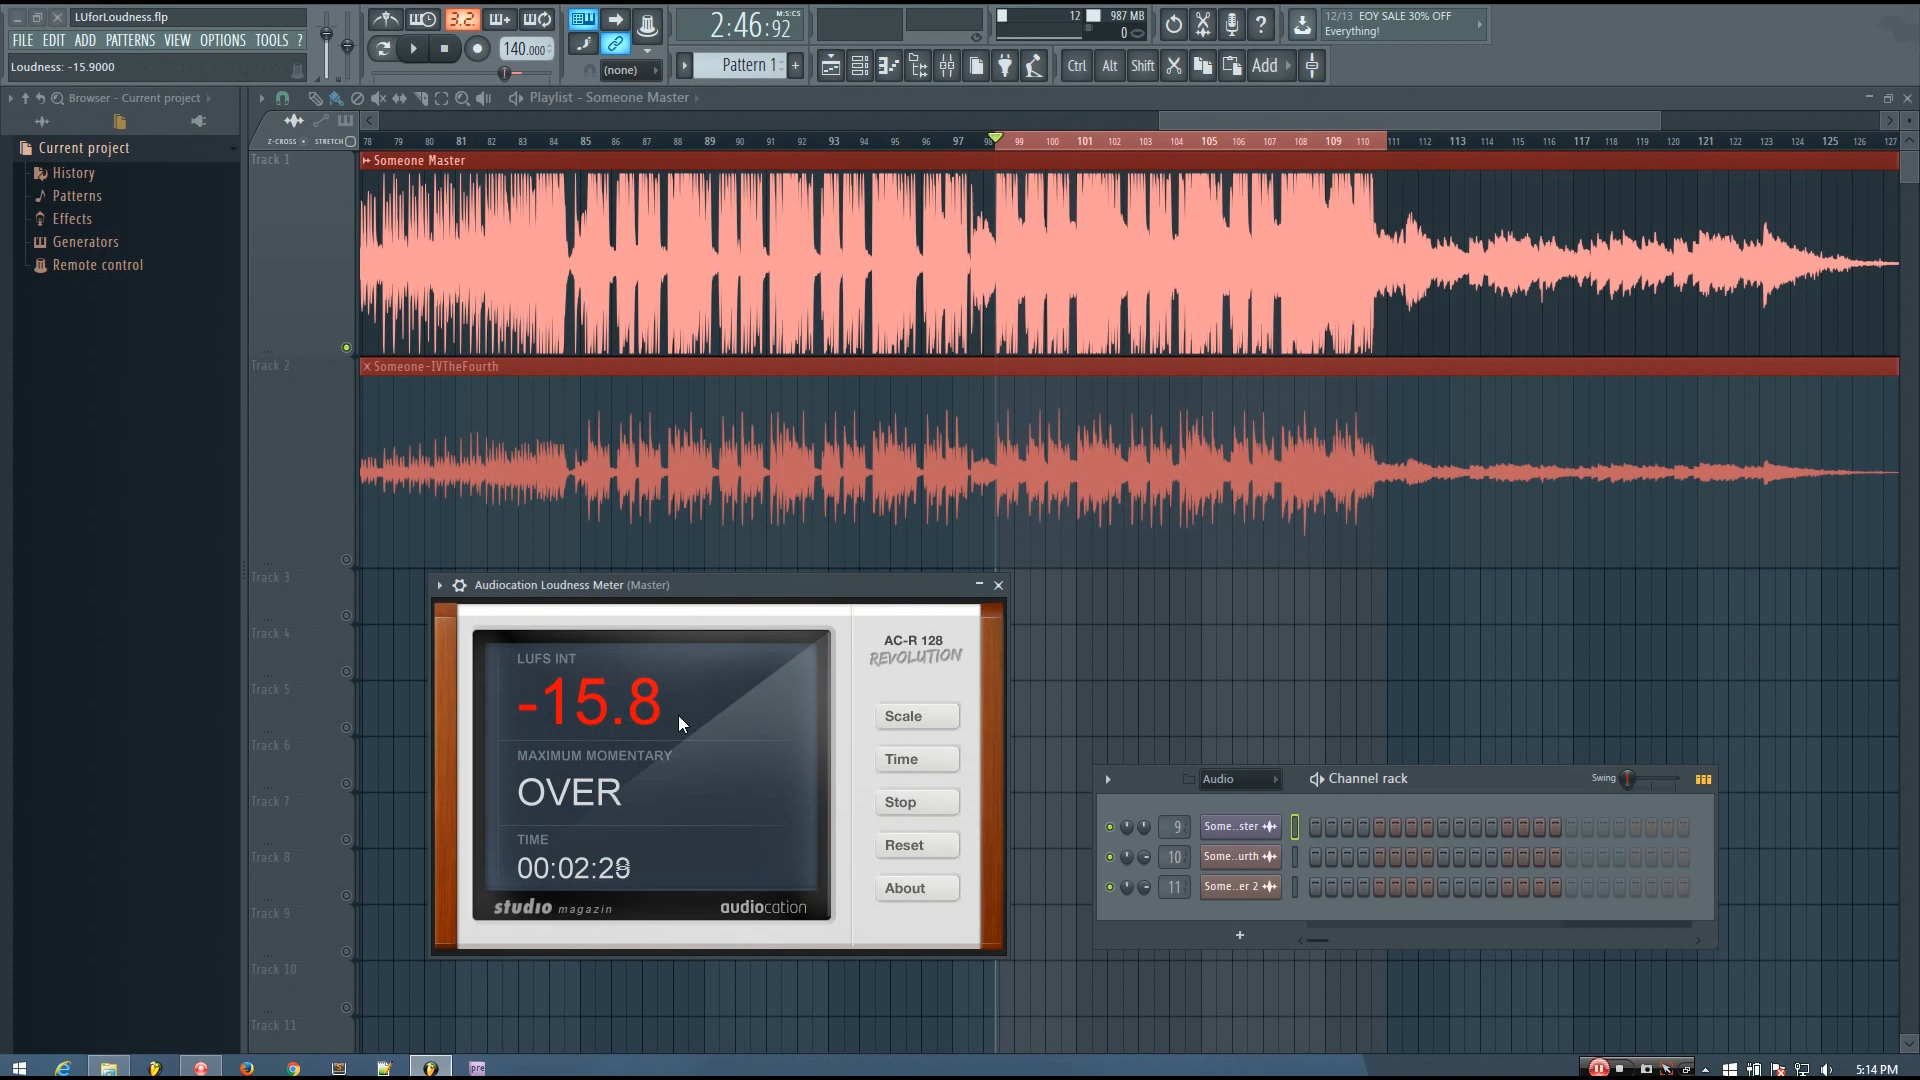 LUforLoudness.flp
FILE EDIT ADD PATTERNS VIEW OPTIONS TOOLS ?
Loudness: -15.9000
3.2.
140.000
(none)
2:46:92
M:S:CS
Pattern 1
12
987 MB
0
12/13 EOY SALE 30% OFF
Everything!
Ctrl Alt Shift Add
Browser - Current project
Playlist - Someone Master
Z-CROSS STRETCH
78 79 80 81 82 83 84 85 86 87 88 89 90 91 92 93 94 95 96 97 98 99 100 101 102 103 104 105 106 107 108 109 110 111 112 113 114 115 116 117 118 119 120 121 122 123 124 125 126 127
Current project
History
Patterns
Effects
Generators
Remote control
Track 1
Someone Master
Track 2
Someone-IVTheFourth
Track 3
Track 4
Track 5
Track 6
Track 7
Track 8
Track 9
Track 10
Track 11
Audiocation Loudness Meter (Master)
LUFS INT
-15.8
MAXIMUM MOMENTARY
OVER
TIME
00:02:28
studio magazin
audiocation
AC-R 128
REVOLUTION
Scale
Time
Stop
Reset
About
Audio
Channel rack
Swing
9 Some..ster
10 Some..urth
11 Some..er 2
+
pre
5:14 PM